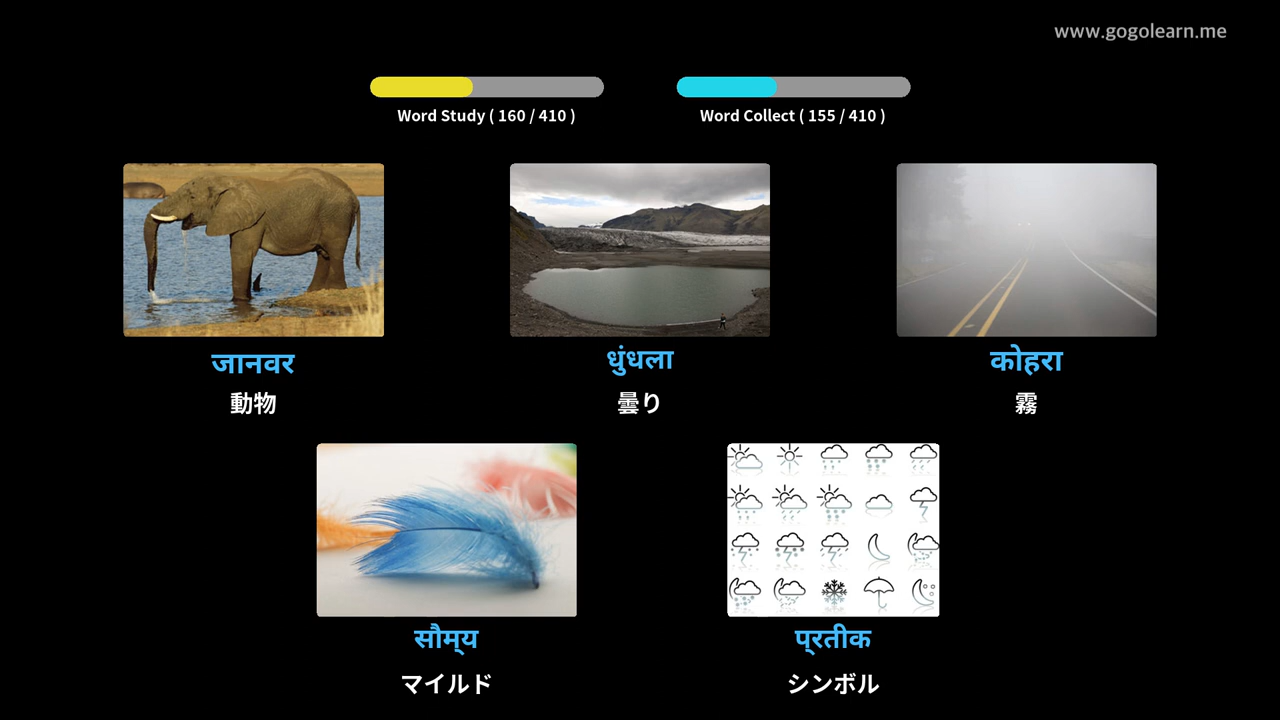 www.gogolearn.me
Word Study ( 160 / 410 )
Word Collect ( 155 / 410 )
जानवर
धुंधला
कोहरा
動物
曇り
霧
सौम्य
प्रतीक
マイルド
シンボル